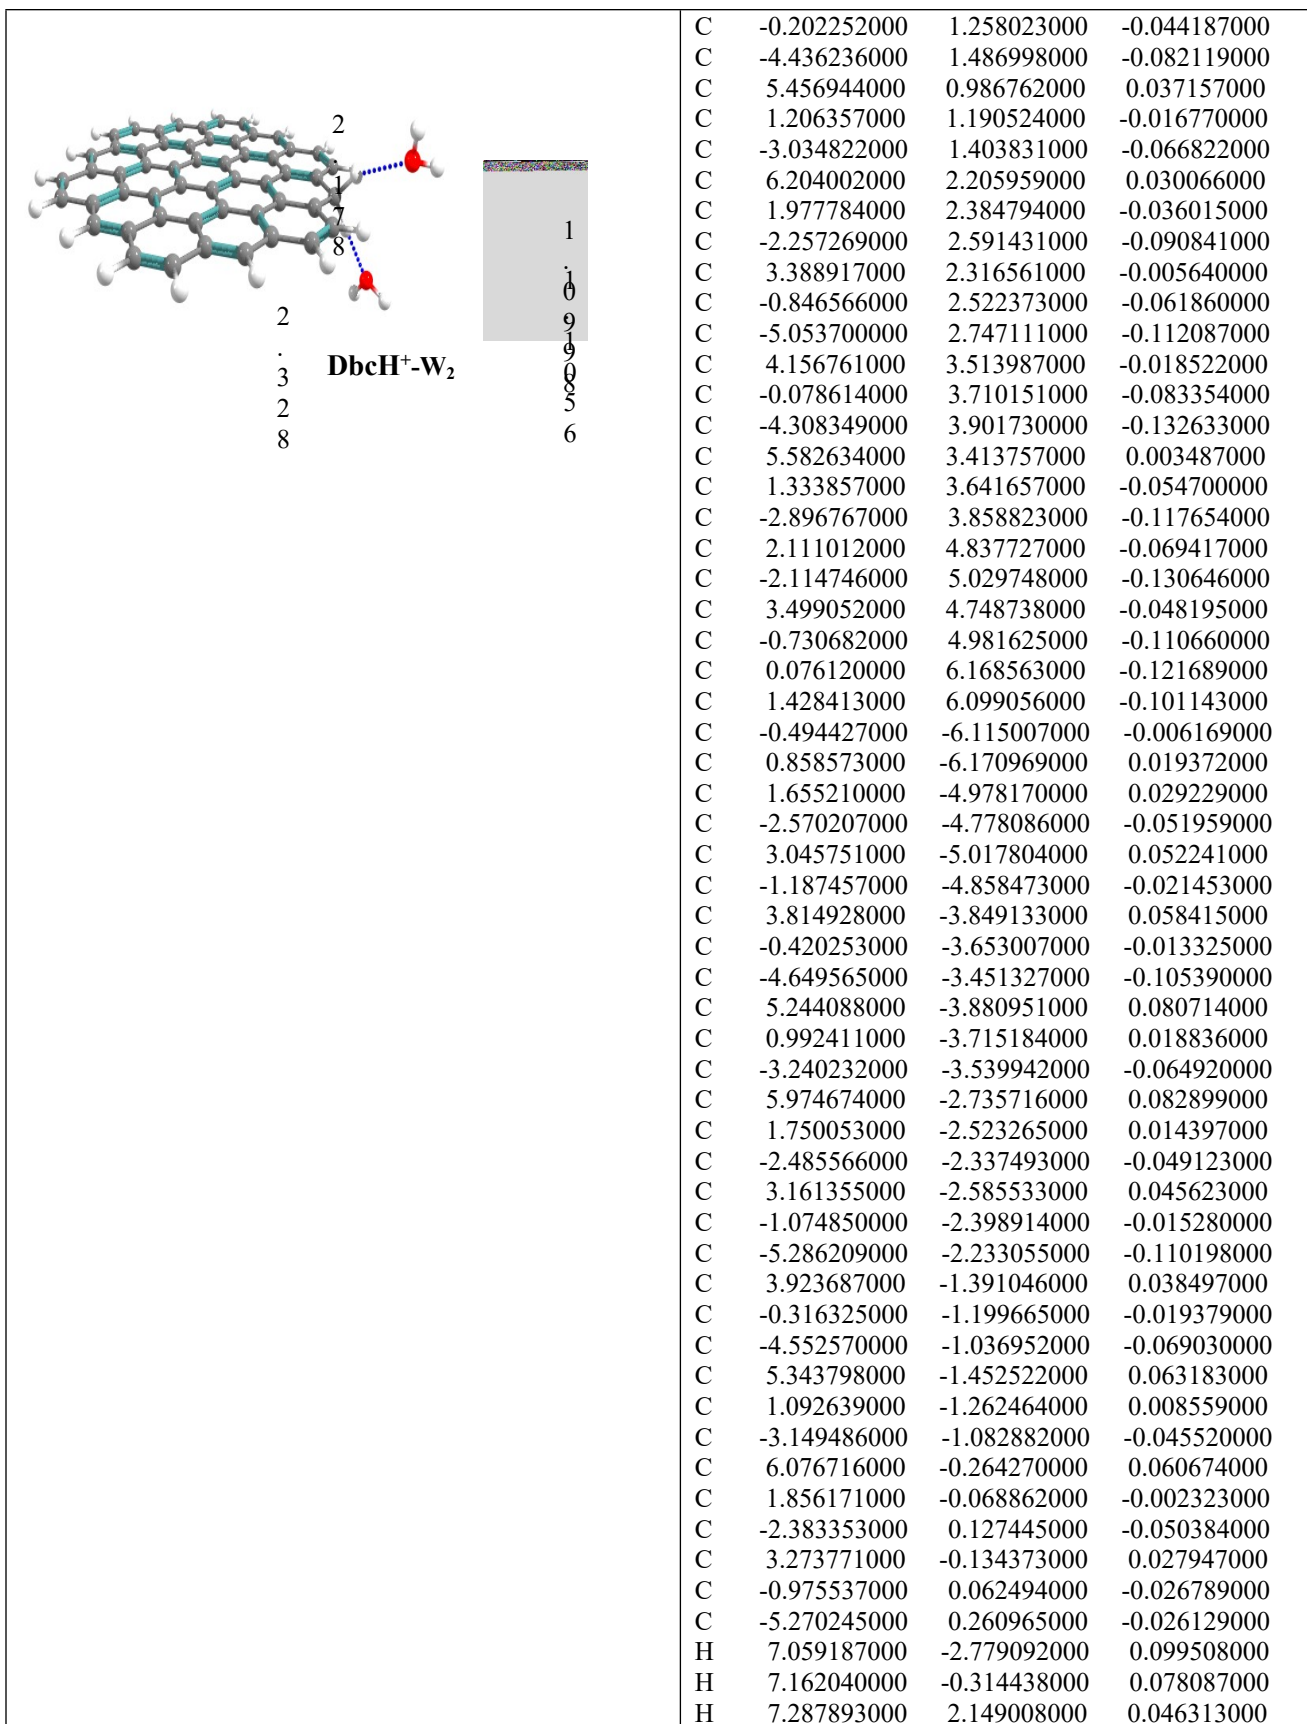 2
.
1
7
8
2
.
3
2
8
DbcH⁺-W₂
C -0.202252000 1.258023000 -0.044187000
C -4.436236000 1.486998000 -0.082119000
C 5.456944000 0.986762000 0.037157000
C 1.206357000 1.190524000 -0.016770000
C -3.034822000 1.403831000 -0.066822000
C 6.204002000 2.205959000 0.030066000
C 1.977784000 2.384794000 -0.036015000
C -2.257269000 2.591431000 -0.090841000
C 3.388917000 2.316561000 -0.005640000
C -0.846566000 2.522373000 -0.061860000
C -5.053700000 2.747111000 -0.112087000
C 4.156761000 3.513987000 -0.018522000
C -0.078614000 3.710151000 -0.083354000
C -4.308349000 3.901730000 -0.132633000
C 5.582634000 3.413757000 0.003487000
C 1.333857000 3.641657000 -0.054700000
C -2.896767000 3.858823000 -0.117654000
C 2.111012000 4.837727000 -0.069417000
C -2.114746000 5.029748000 -0.130646000
C 3.499052000 4.748738000 -0.048195000
C -0.730682000 4.981625000 -0.110660000
C 0.076120000 6.168563000 -0.121689000
C 1.428413000 6.099056000 -0.101143000
C -0.494427000 -6.115007000 -0.006169000
C 0.858573000 -6.170969000 0.019372000
C 1.655210000 -4.978170000 0.029229000
C -2.570207000 -4.778086000 -0.051959000
C 3.045751000 -5.017804000 0.052241000
C -1.187457000 -4.858473000 -0.021453000
C 3.814928000 -3.849133000 0.058415000
C -0.420253000 -3.653007000 -0.013325000
C -4.649565000 -3.451327000 -0.105390000
C 5.244088000 -3.880951000 0.080714000
C 0.992411000 -3.715184000 0.018836000
C -3.240232000 -3.539942000 -0.064920000
C 5.974674000 -2.735716000 0.082899000
C 1.750053000 -2.523265000 0.014397000
C -2.485566000 -2.337493000 -0.049123000
C 3.161355000 -2.585533000 0.045623000
C -1.074850000 -2.398914000 -0.015280000
C -5.286209000 -2.233055000 -0.110198000
C 3.923687000 -1.391046000 0.038497000
C -0.316325000 -1.199665000 -0.019379000
C -4.552570000 -1.036952000 -0.069030000
C 5.343798000 -1.452522000 0.063183000
C 1.092639000 -1.262464000 0.008559000
C -3.149486000 -1.082882000 -0.045520000
C 6.076716000 -0.264270000 0.060674000
C 1.856171000 -0.068862000 -0.002323000
C -2.383353000 0.127445000 -0.050384000
C 3.273771000 -0.134373000 0.027947000
C -0.975537000 0.062494000 -0.026789000
C -5.270245000 0.260965000 -0.026129000
H 7.059187000 -2.779092000 0.099508000
H 7.162040000 -0.314438000 0.078087000
H 7.287893000 2.149008000 0.046313000